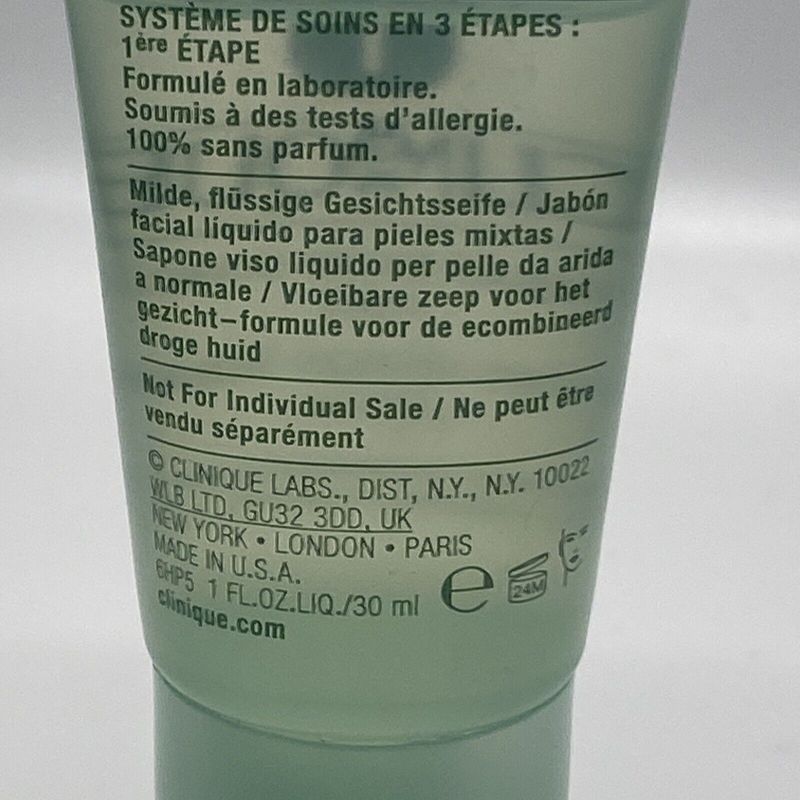 SYSTÈME DE SOINS EN 3 ÉTAPES :
1ère ÉTAPE
Formulé en laboratoire.
Soumis à des tests d'allergie.
100% sans parfum.
Milde, flüssige Gesichtsseife / Jabón
facial líquido para pieles mixtas /
Sapone viso liquido per pelle da arida
a normale / Vloeibare zeep voor het
gezicht–formule voor de ecombineerd
droge huid
Not For Individual Sale / Ne peut être
vendu séparément
© CLINIQUE LABS., DIST, N.Y., N.Y. 10022
WLB LTD, GU32 3DD, UK
NEW YORK • LONDON • PARIS
MADE IN U.S.A.
6HP5 1 FL.OZ.LIQ./30 ml e 24M
clinique.com